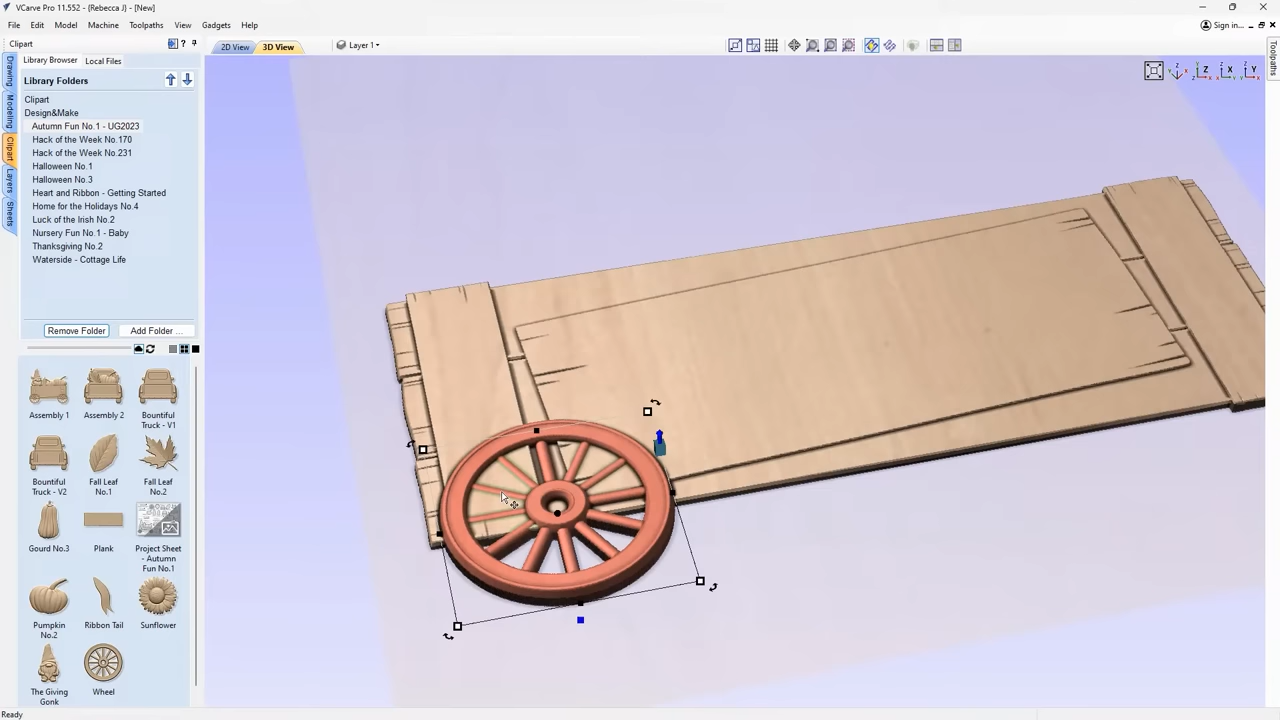 VCarve Pro 11.552 - {Rebecca J} - [New]
File Edit Model Machine Toolpaths View Gadgets Help
Sign in...
Clipart
2D View 3D View Layer 1
Library Browser Local Files
Library Folders
Clipart
Design&Make
Autumn Fun No.1 - UG2023
Hack of the Week No.170
Hack of the Week No.231
Halloween No.1
Halloween No.3
Heart and Ribbon - Getting Started
Home for the Holidays No.4
Luck of the Irish No.2
Nursery Fun No.1 - Baby
Thanksgiving No.2
Waterside - Cottage Life
Remove Folder Add Folder ...
Assembly 1 Assembly 2 Bountiful Truck - V1
Bountiful Truck - V2 Fall Leaf No.1 Fall Leaf No.2
Gourd No.3 Plank Project Sheet - Autumn Fun No.1
Pumpkin No.2 Ribbon Tail Sunflower
The Giving Gonk Wheel
Drawing
Modeling
Clipart
Layers
Sheets
Toolpaths
Z Z X Y
Ready